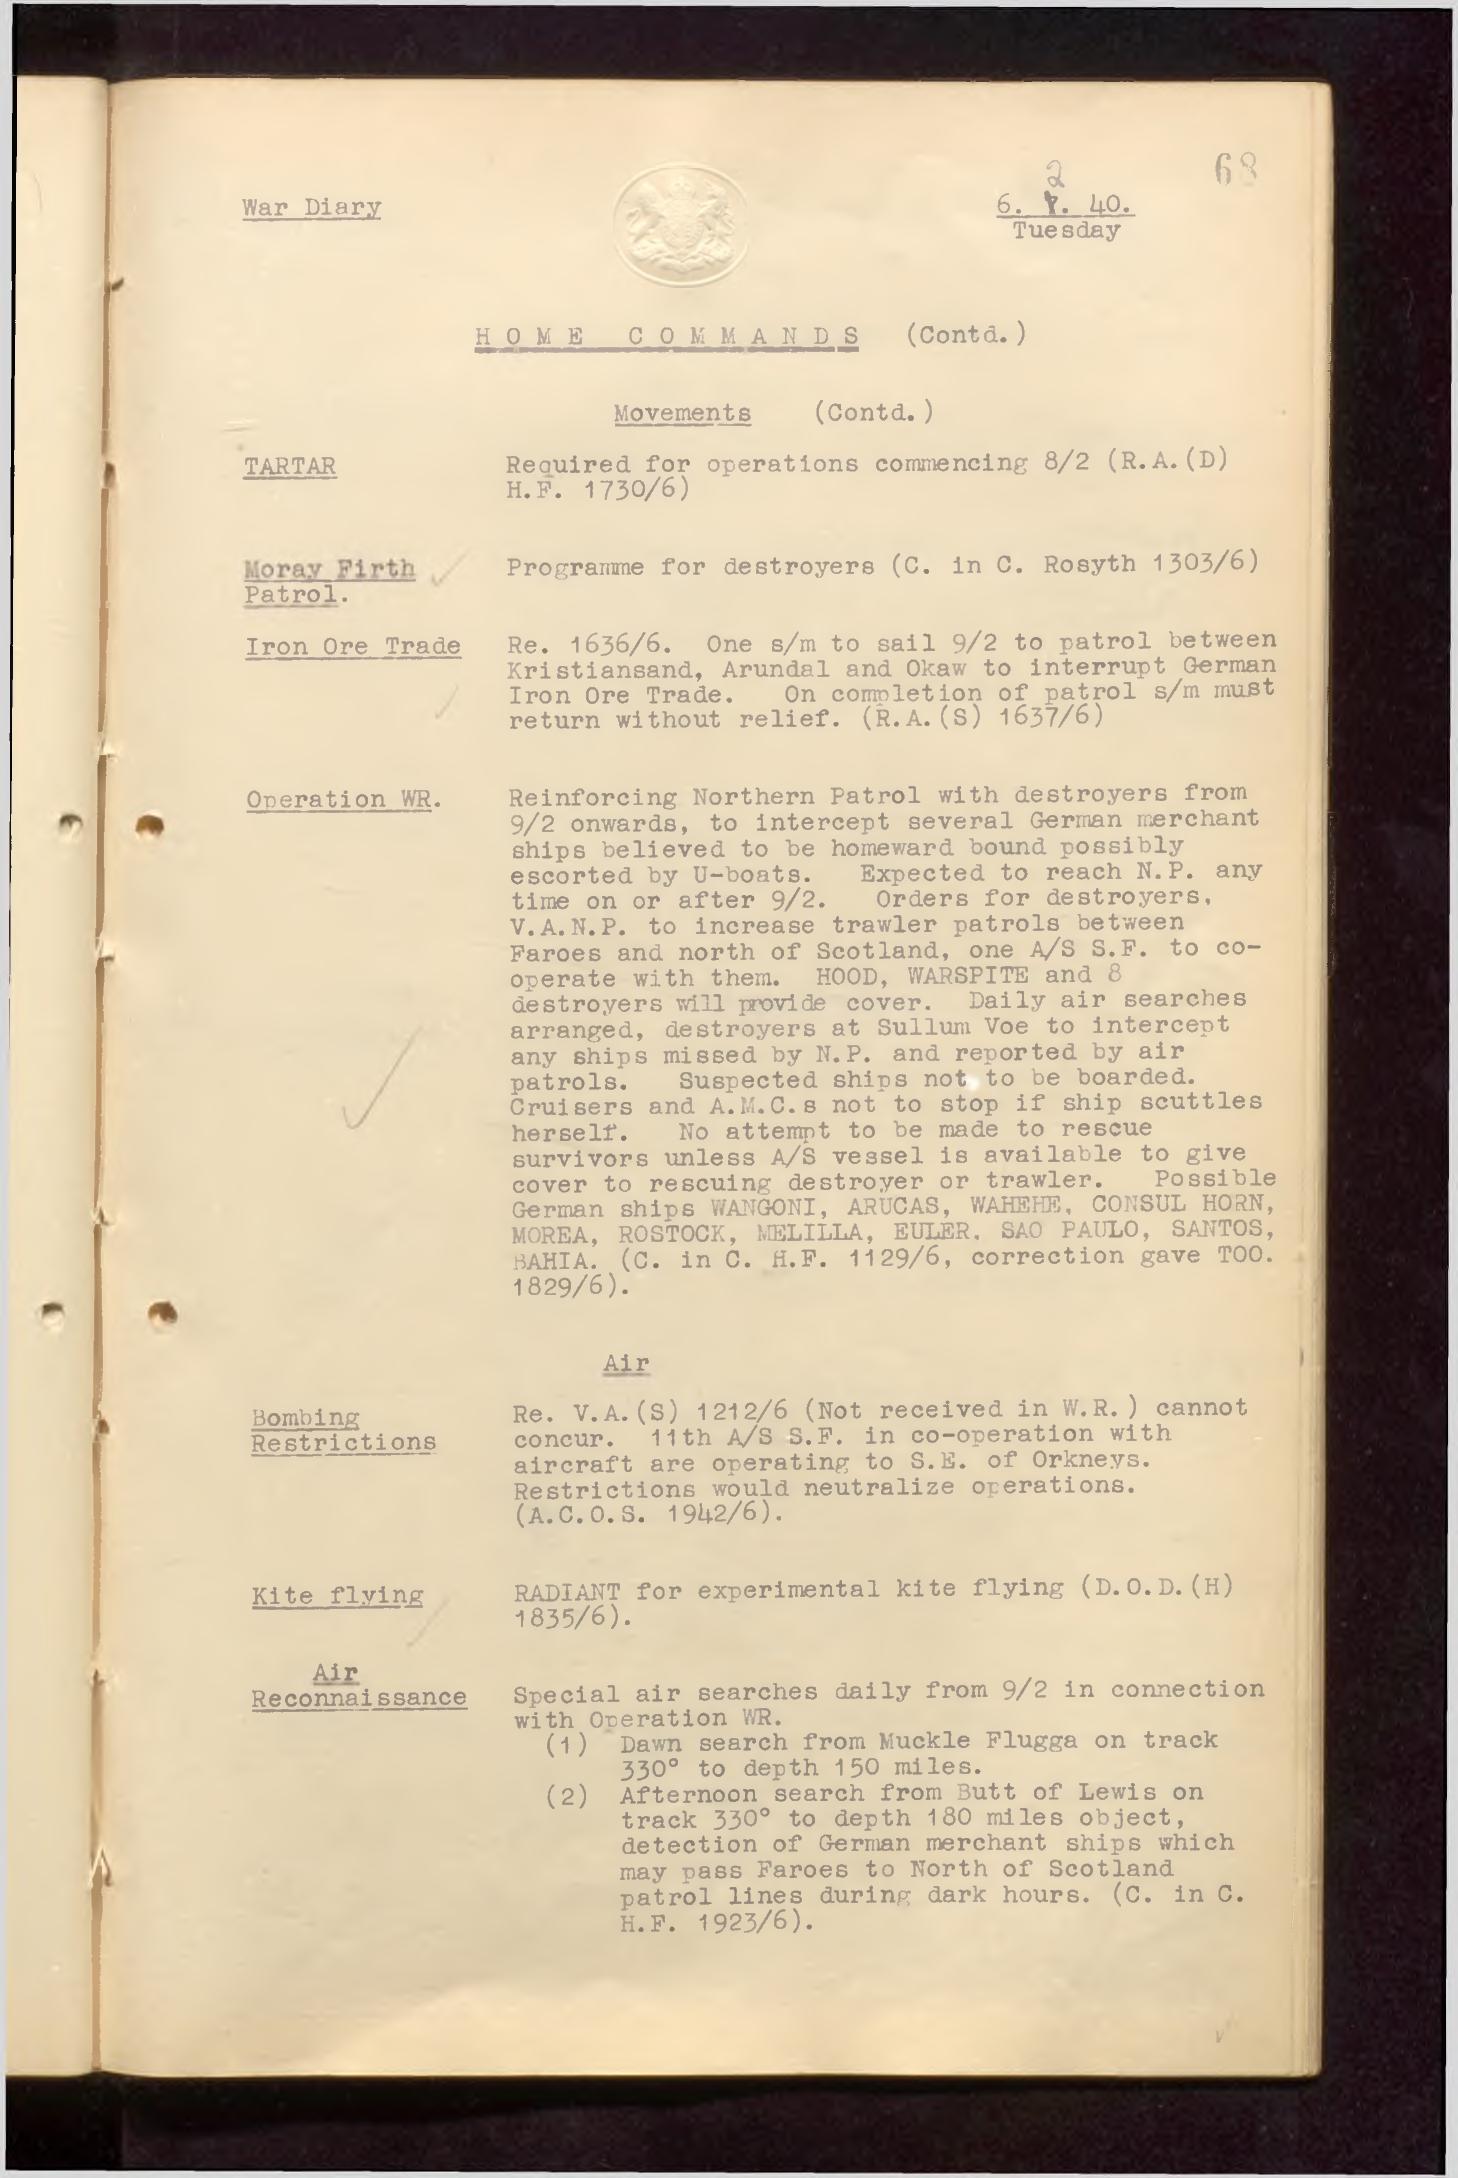 68
War Diary
2
6. 1. 40.
Tuesday
HOME COMMANDS (Contd.)
Movements (Contd.)
TARTAR Required for operations commencing 8/2 (R.A.(D)
H.F. 1730/6)
Moray Firth Programme for destroyers (C. in C. Rosyth 1303/6)
Patrol.
Iron Ore Trade Re. 1636/6. One s/m to sail 9/2 to patrol between
Kristiansand, Arundal and Okaw to interrupt German
Iron Ore Trade. On completion of patrol s/m must
return without relief. (R.A.(S) 1637/6)
Operation WR. Reinforcing Northern Patrol with destroyers from
9/2 onwards, to intercept several German merchant
ships believed to be homeward bound possibly
escorted by U-boats. Expected to reach N.P. any
time on or after 9/2. Orders for destroyers,
V.A.N.P. to increase trawler patrols between
Faroes and north of Scotland, one A/S S.F. to co-
operate with them. HOOD, WARSPITE and 8
destroyers will provide cover. Daily air searches
arranged, destroyers at Sullum Voe to intercept
any ships missed by N.P. and reported by air
patrols. Suspected ships not to be boarded.
Cruisers and A.M.C.s not to stop if ship scuttles
herself. No attempt to be made to rescue
survivors unless A/S vessel is available to give
cover to rescuing destroyer or trawler. Possible
German ships WANGONI, ARUCAS, WAHEHE, CONSUL HORN,
MOREA, ROSTOCK, MELILLA, EULER, SAO PAULO, SANTOS,
BAHIA. (C. in C. H.F. 1129/6, correction gave TOO.
1829/6).
Air
Bombing Re. V.A.(S) 1212/6 (Not received in W.R.) cannot
Restrictions concur. 11th A/S S.F. in co-operation with
aircraft are operating to S.E. of Orkneys.
Restrictions would neutralize operations.
(A.C.O.S. 1942/6).
Kite flying RADIANT for experimental kite flying (D.O.D.(H)
1835/6).
Air
Reconnaissance Special air searches daily from 9/2 in connection
with Operation WR.
(1) Dawn search from Muckle Flugga on track
330° to depth 150 miles.
(2) Afternoon search from Butt of Lewis on
track 330° to depth 180 miles object,
detection of German merchant ships which
may pass Faroes to North of Scotland
patrol lines during dark hours. (C. in C.
H.F. 1923/6).